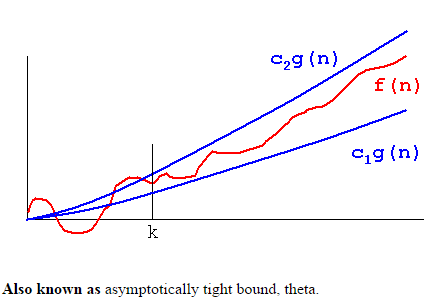 c₂g(n)
f(n)
c₁g(n)
k
Also known as asymptotically tight bound, theta.